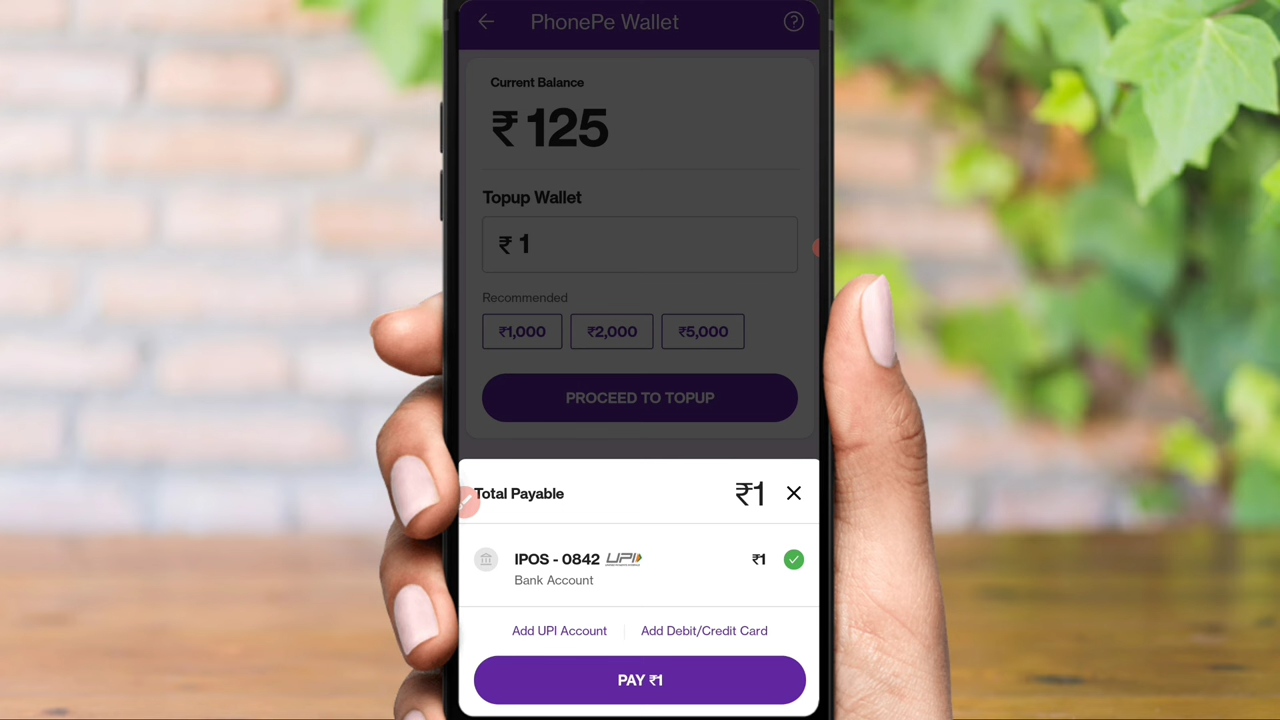 PhonePe Wallet
Current Balance
₹125
Topup Wallet
₹ 1
Recommended
₹1,000 ₹2,000 ₹5,000
PROCEED TO TOPUP
Total Payable ₹1
IPOS - 0842 UPI ₹1
Bank Account
Add UPI Account Add Debit/Credit Card
PAY ₹1